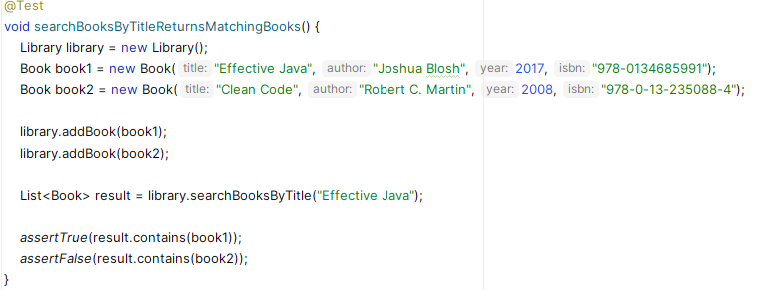 @Test
void searchBooksByTitleReturnsMatchingBooks() {
Library library = new Library();
Book book1 = new Book( title: "Effective Java", author: "Joshua Blosh", year: 2017, isbn: "978-0134685991");
Book book2 = new Book( title: "Clean Code", author: "Robert C. Martin", year: 2008, isbn: "978-0-13-235088-4");
library.addBook(book1);
library.addBook(book2);
List<Book> result = library.searchBooksByTitle("Effective Java");
assertTrue(result.contains(book1));
assertFalse(result.contains(book2));
}